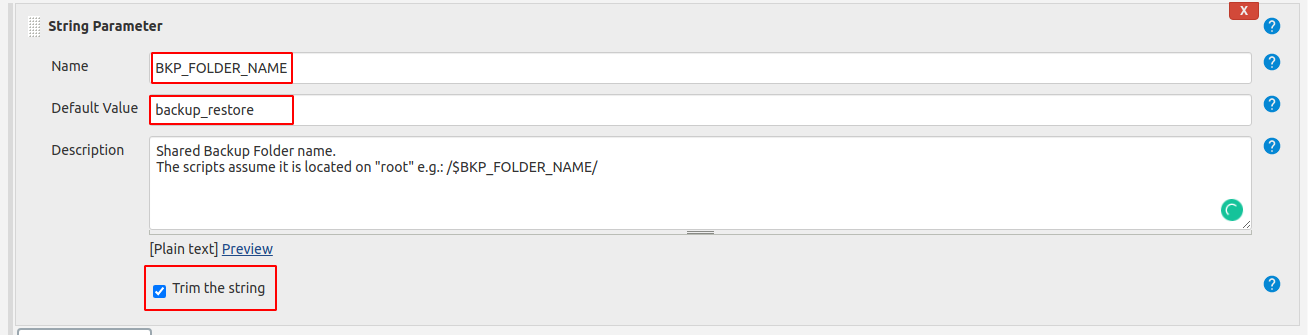 X
String Parameter
?
Name
BKP_FOLDER_NAME
?
Default Value
backup_restore
?
Description
Shared Backup Folder name.
The scripts assume it is located on "root" e.g.: /$BKP_FOLDER_NAME/
?
[Plain text] Preview
Trim the string
?